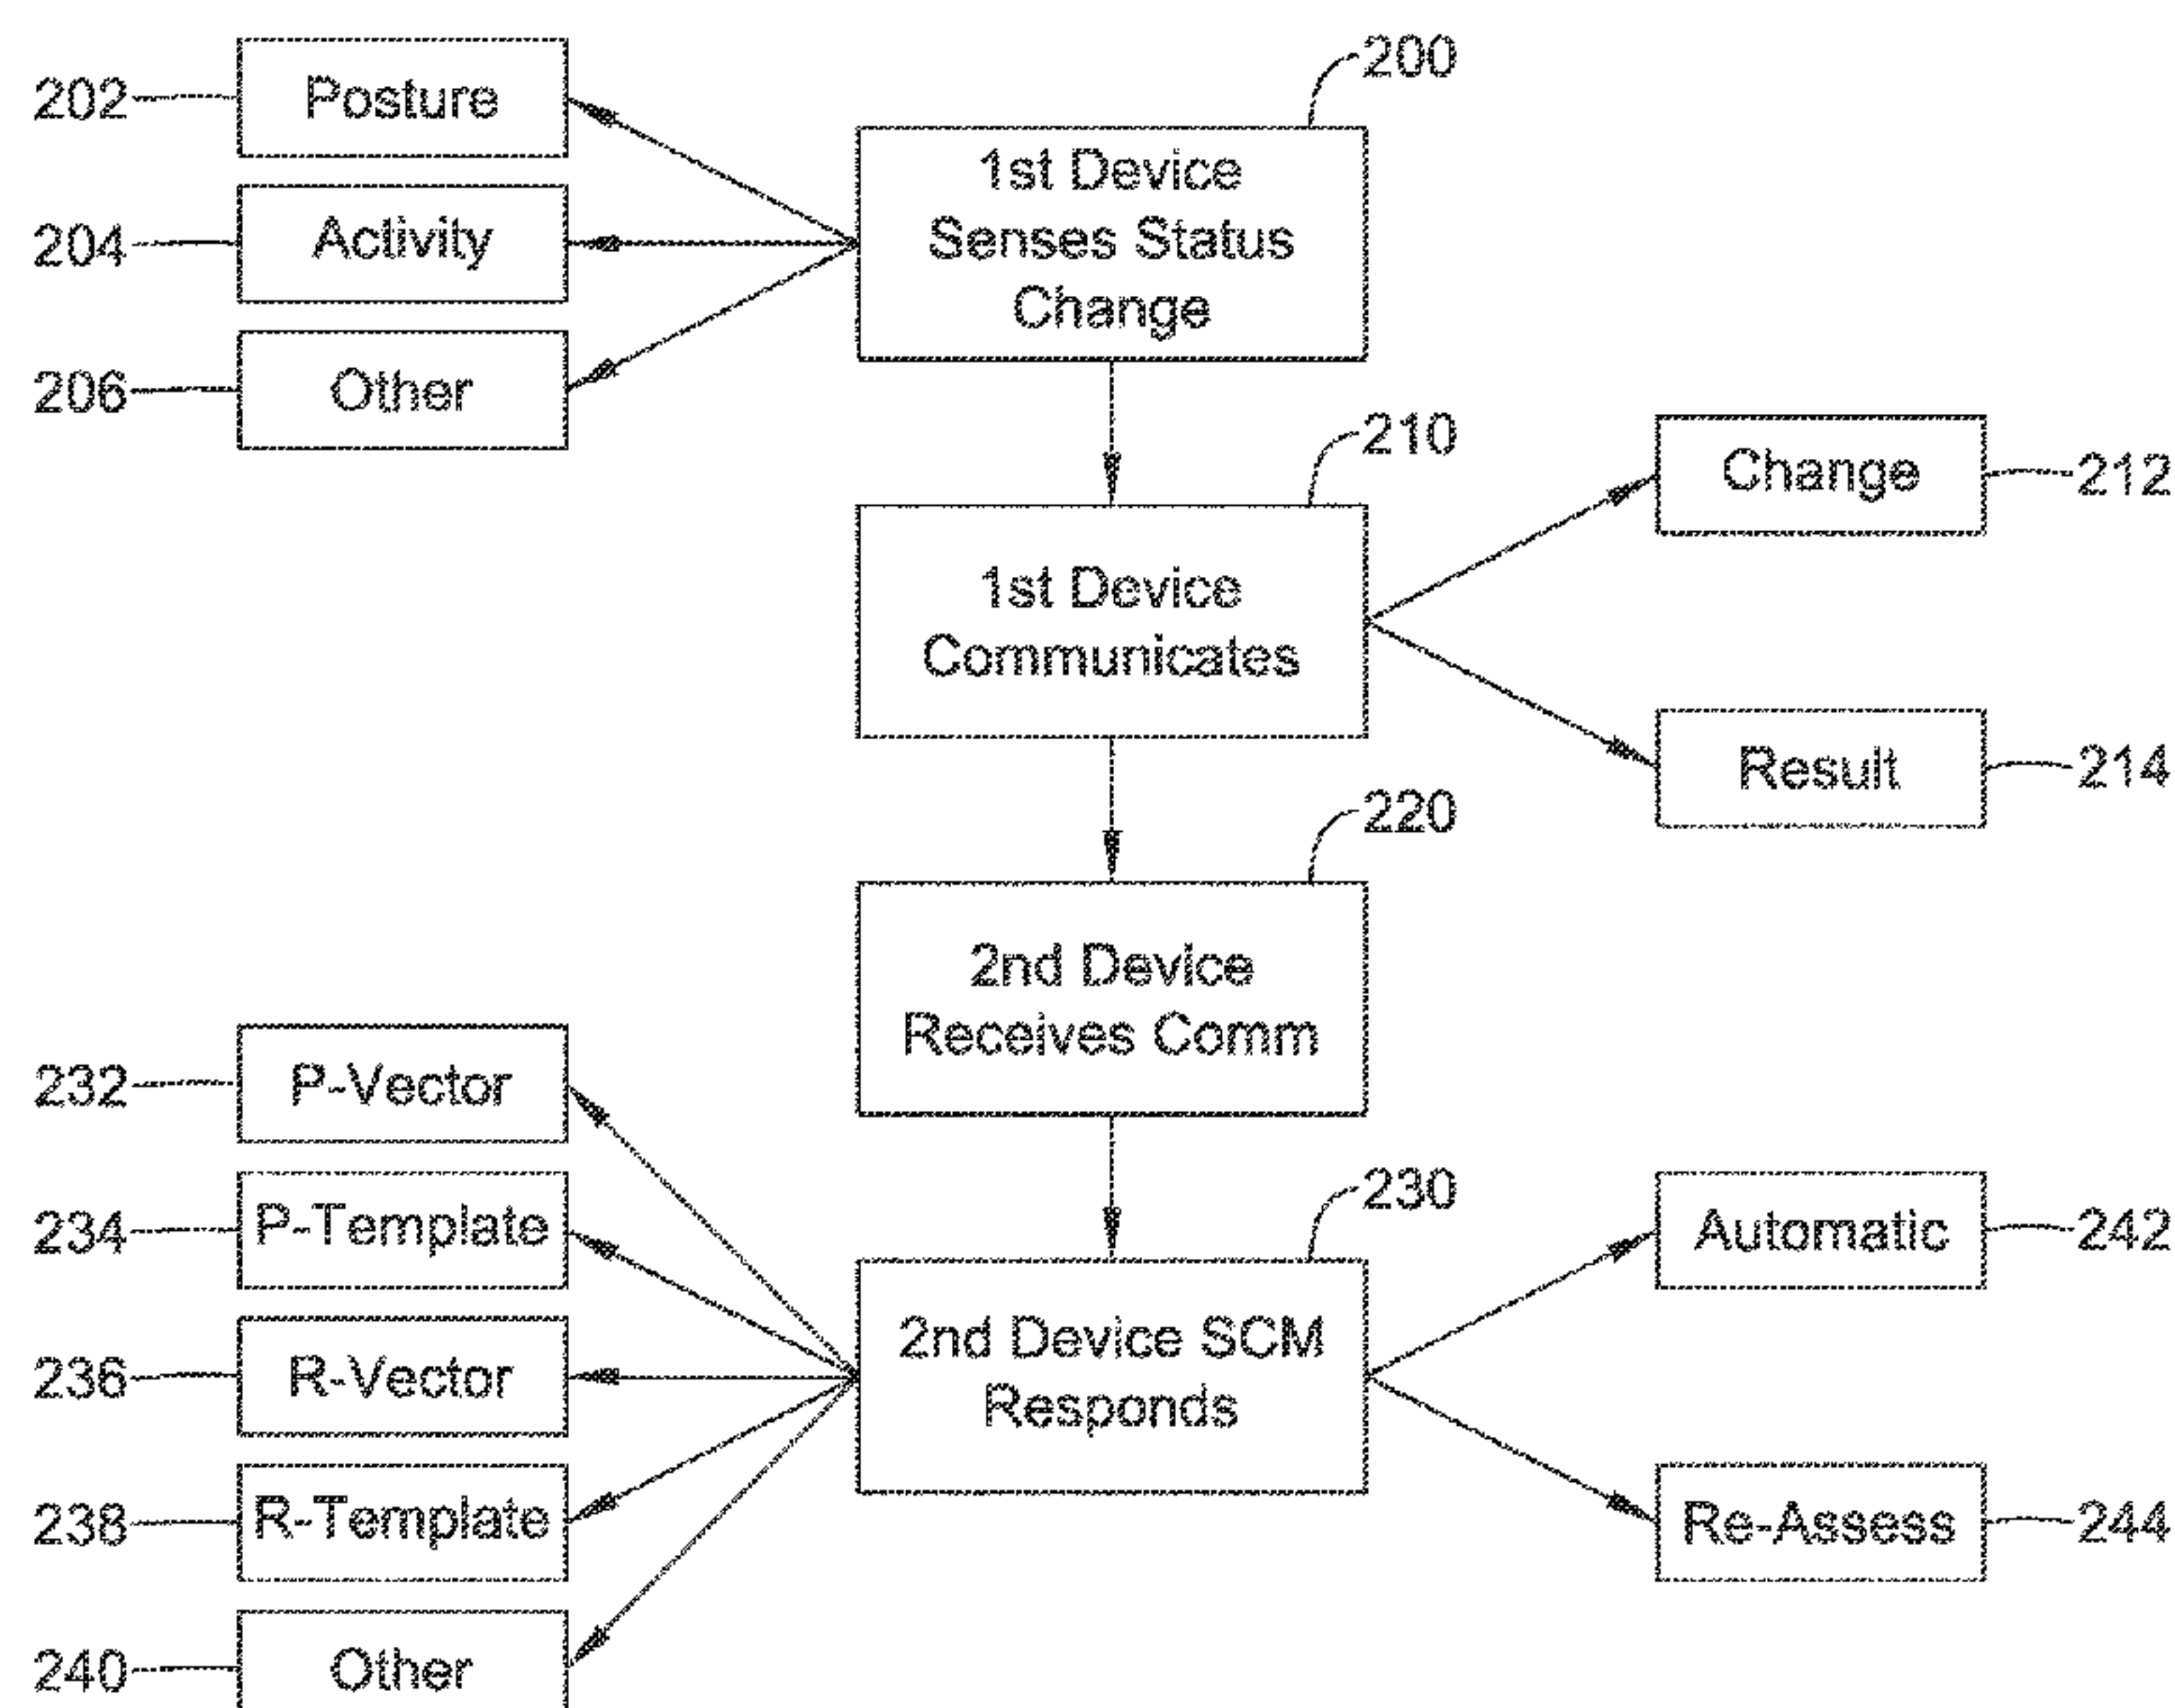 200
202
Posture
1st Device
Senses Status
Change
204
Activity
206
Other
210
1st Device
Communicates
Change
212
Result
214
220
2nd Device
Receives Comm
232
P-Vector
234
P-Template
236
R-Vector
238
R-Template
240
Other
230
2nd Device SCM
Responds
Automatic
242
Re-Assess
244